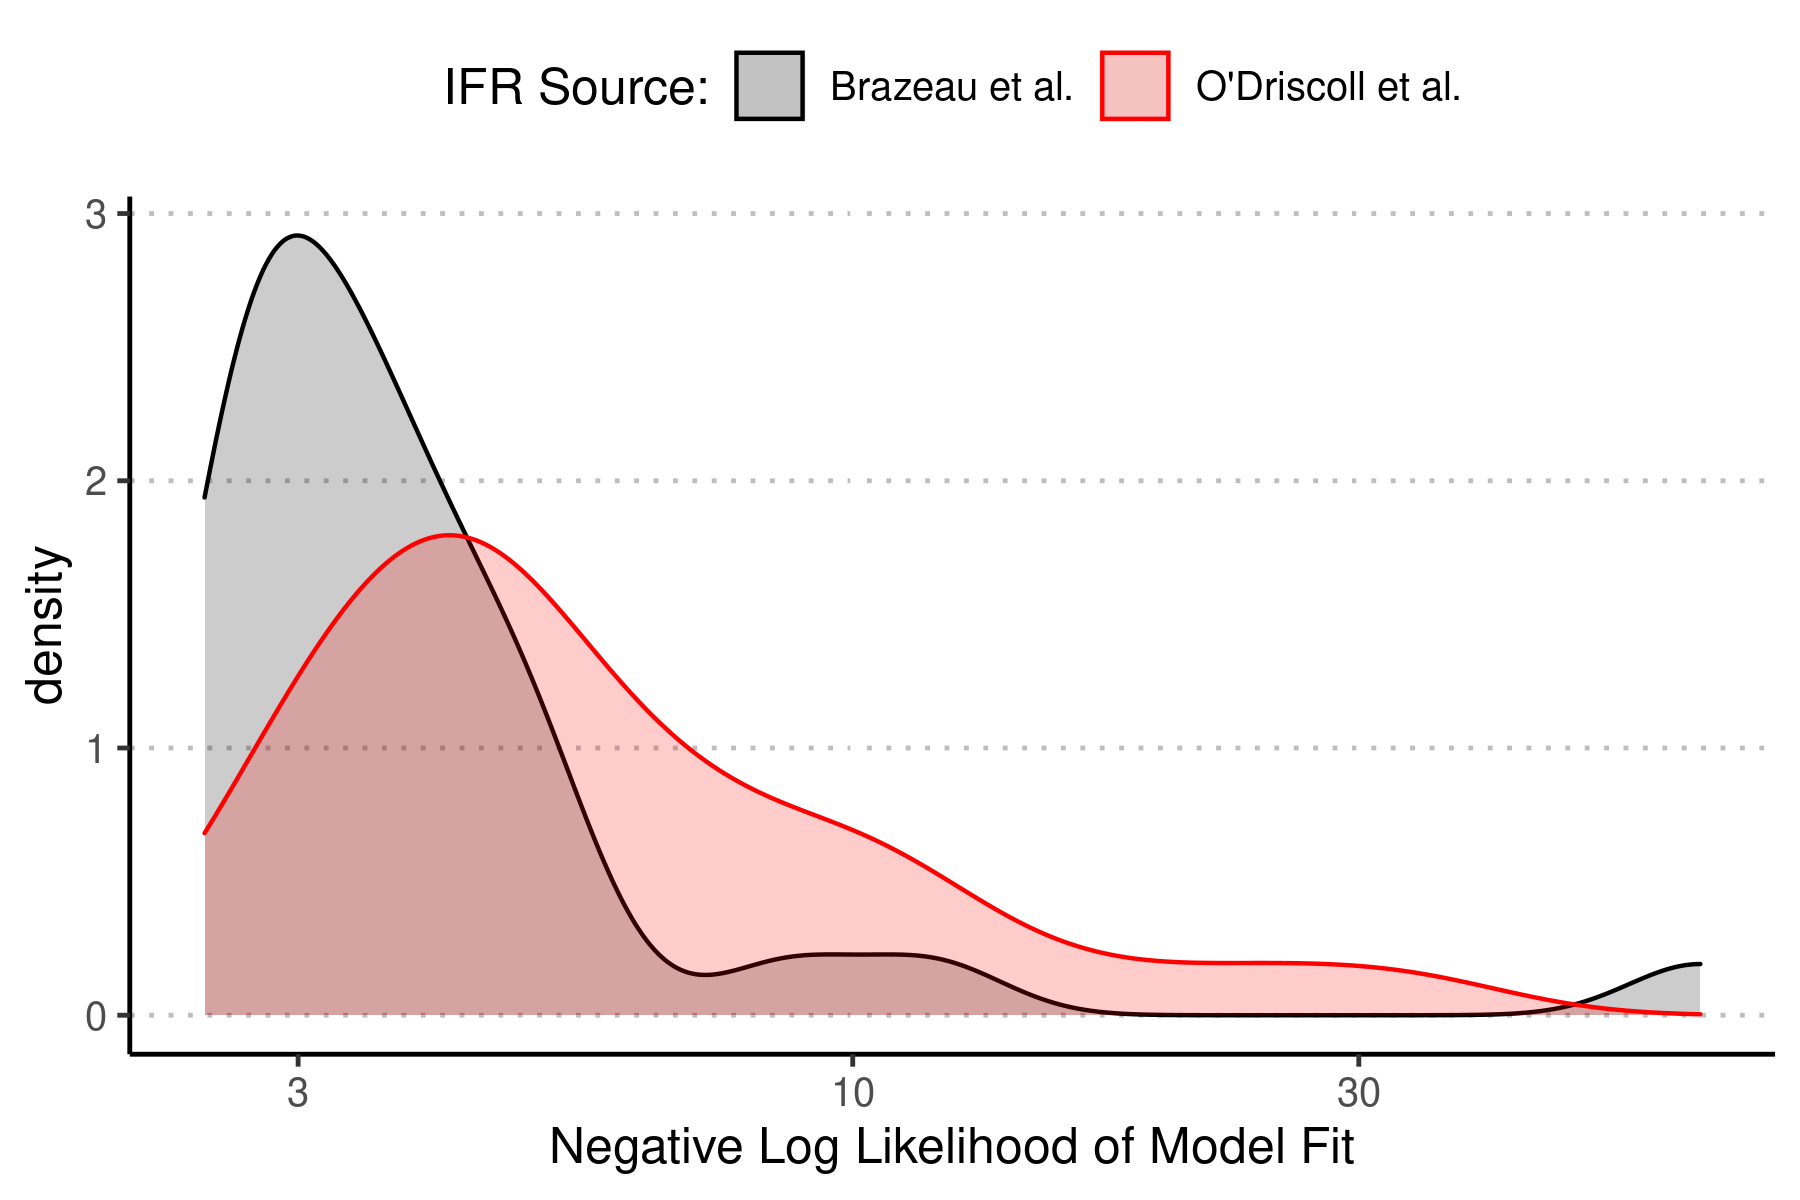 IFR Source: Brazeau et al. O'Driscoll et al.
3
2
1
0
density
3 10 30
Negative Log Likelihood of Model Fit